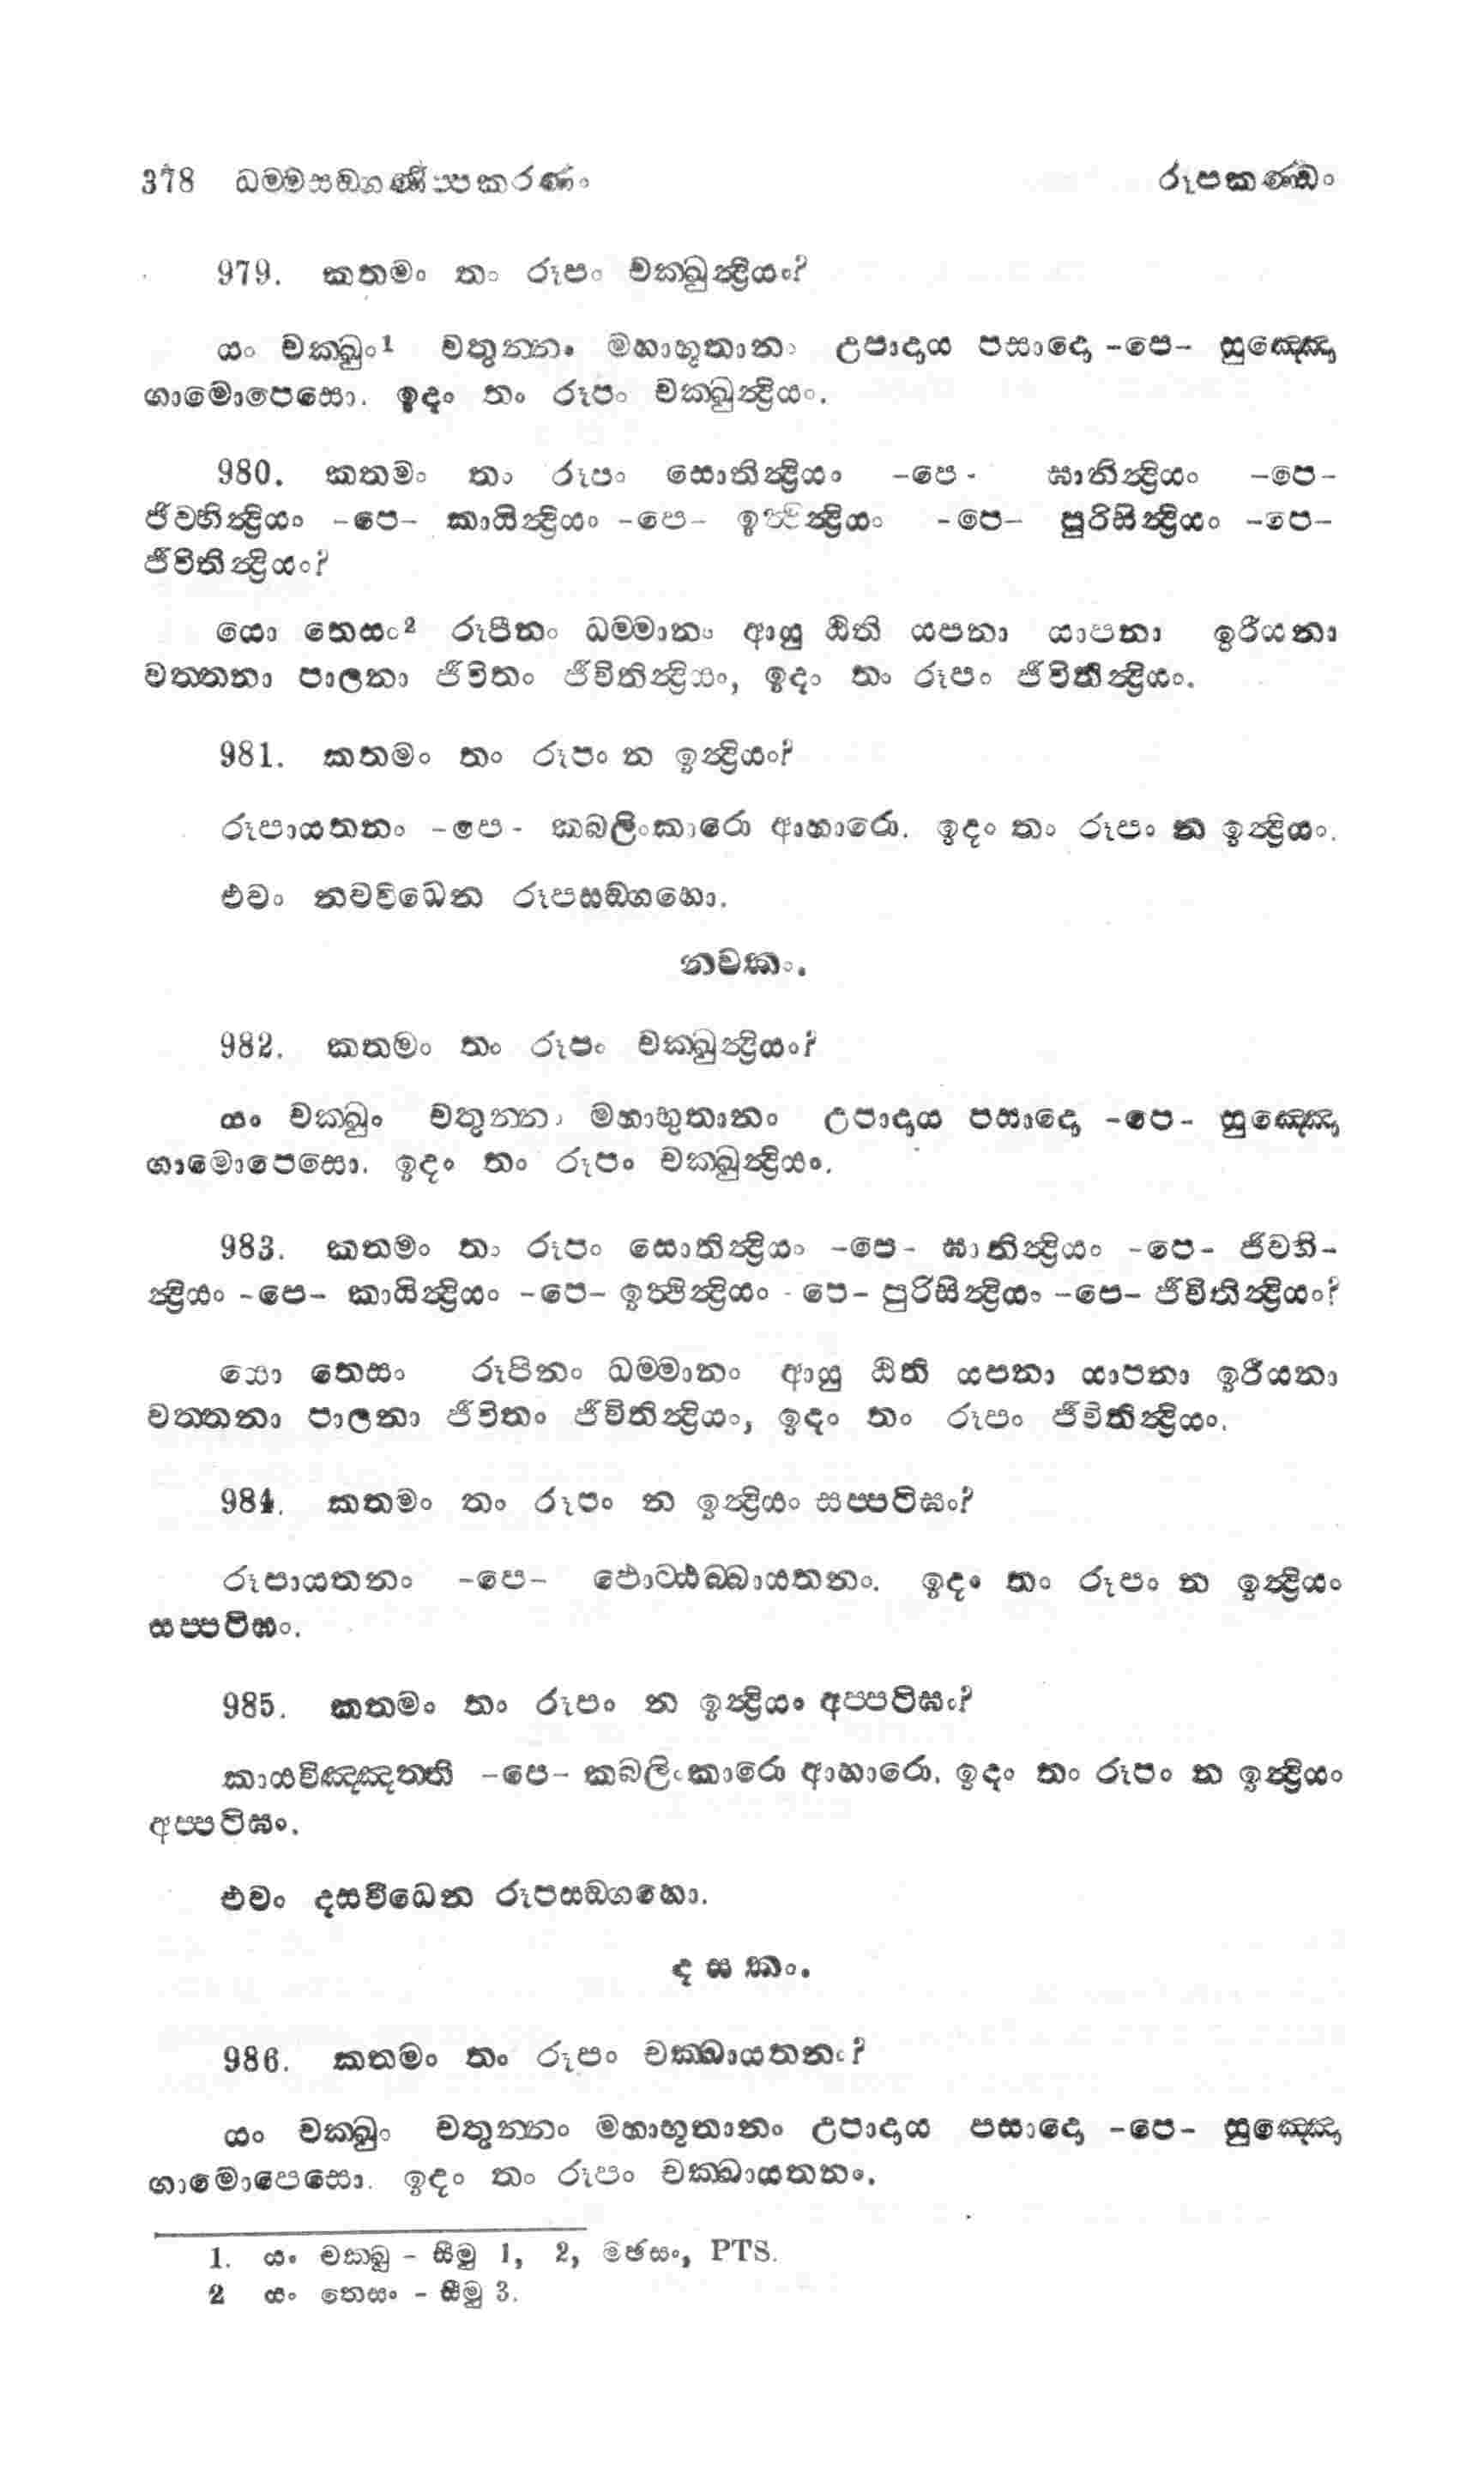 378 ධම්මසඞ්ගණිප්පකරණං රූපකණ්ඩං
979. කතමං තං රූපං චක්ඛුන්ද්‍රියං?
යං චක්ඛුං¹ චතුන්නං මහාභූතානං උපාදාය පසාදො -පෙ- සුඤ්ඤො
ගාමොපෙසො. ඉදං තං රූපං චක්ඛුන්ද්‍රියං.
980. කතමං තං රූපං සොතින්ද්‍රියං -පෙ- ඝානින්ද්‍රියං -පෙ-
ජිව්හින්ද්‍රියං -පෙ- කායින්ද්‍රියං -පෙ- ඉත්ථින්ද්‍රියං -පෙ- පුරිසින්ද්‍රියං -පෙ-
ජීවිතින්ද්‍රියං?
යො තෙසං² රූපීනං ධම්මානං ආයු ඨිති යපනා යාපනා ඉරීයනා
වත්තනා පාලනා ජීවිතං ජීවිතින්ද්‍රියං, ඉදං තං රූපං ජීවිතින්ද්‍රියං.
981. කතමං තං රූපං න ඉන්ද්‍රියං?
රූපායතනං -පෙ- කබලිංකාරො ආහාරො. ඉදං තං රූපං න ඉන්ද්‍රියං.
එවං නවවිධෙන රූපසඞ්ගහො.
නවකං.
982. කතමං තං රූපං චක්ඛුන්ද්‍රියං?
යං චක්ඛුං චතුන්නං මහාභුතානං උපාදාය පසාදො -පෙ- සුඤ්ඤො
ගාමොපෙසො. ඉදං තං රූපං චක්ඛුන්ද්‍රියං.
983. කතමං තං රූපං සොතින්ද්‍රියං -පෙ- ඝානින්ද්‍රියං -පෙ- ජිව්හි-
න්ද්‍රියං -පෙ- කායින්ද්‍රියං -පෙ- ඉත්ථින්ද්‍රියං -පෙ- පුරිසින්ද්‍රියං -පෙ- ජීවිතින්ද්‍රියං?
යො තෙසං රූපිනං ධම්මානං ආයු ඨිති යපනා යාපනා ඉරීයනා
වත්තනා පාලනා ජීවිතං ජීවිතින්ද්‍රියං, ඉදං තං රූපං ජීවිතින්ද්‍රියං.
984. කතමං තං රූපං න ඉන්ද්‍රියං සප්පටිඝං?
රූපායතනං -පෙ- ඵොට්ඨබ්බායතනං. ඉදං තං රූපං න ඉන්ද්‍රියං
සප්පටිඝං.
985. කතමං තං රූපං න ඉන්ද්‍රියං අප්පටිඝං?
කායවිඤ්ඤත්ති -පෙ- කබලිංකාරො ආහාරො. ඉදං තං රූපං න ඉන්ද්‍රියං
අප්පටිඝං.
එවං දසවිධෙන රූපසඞ්ගහො.
දසකං.
986. කතමං තං රූපං චක්ඛායතනං?
යං චක්ඛුං චතුන්නං මහාභූතානං උපාදාය පසාදො -පෙ- සුඤ්ඤො
ගාමොපෙසො. ඉදං තං රූපං චක්ඛායතනං.
1. යං චක්ඛු - සීමු 1, 2, මජසං, PTS.
2 යං තෙසං - සීමු 3.